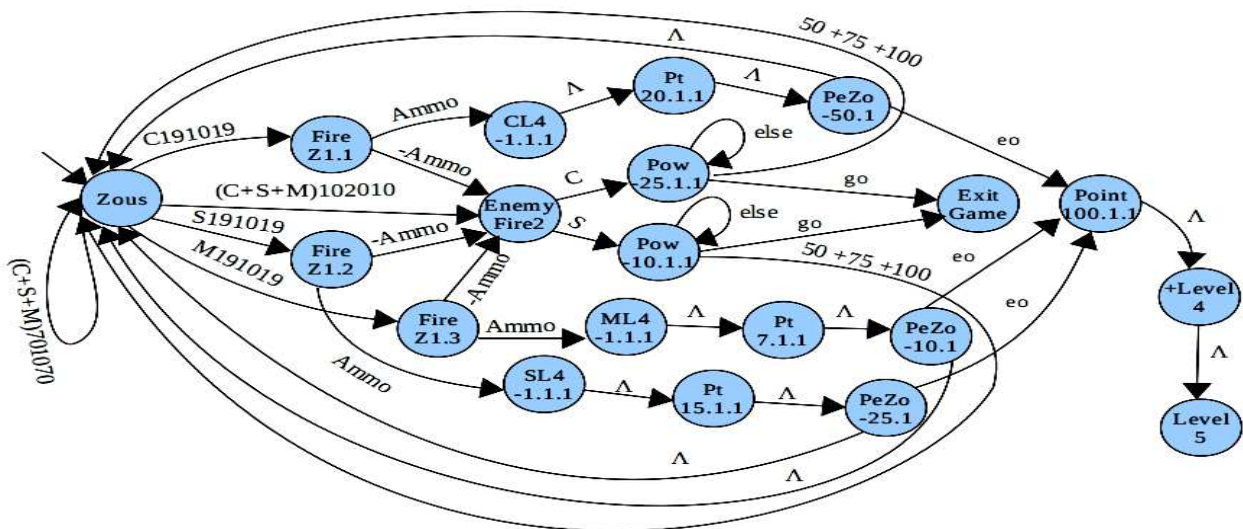 50 +75 +100
Λ
Pt
20.1.1
Λ
Λ
PeZo
-50.1
Ammo
CL4
-1.1.1
C191019
Fire
Z1.1
-Ammo
else
eo
Pow
-25.1.1
C
go
Zous
(C+S+M)102010
Enemy
Fire2
Exit
Game
Point
100.1.1
Λ
S191019
-Ammo
S
else
go
Fire
Z1.2
Pow
-10.1.1
50 +75 +100
eo
M191019
-Ammo
+Level
4
(C+S+M)701070
Fire
Z1.3
Ammo
ML4
-1.1.1
Λ
Pt
7.1.1
Λ
PeZo
-10.1
eo
Λ
Ammo
SL4
-1.1.1
Λ
Pt
15.1.1
Λ
PeZo
-25.1
Level
5
Λ
Λ